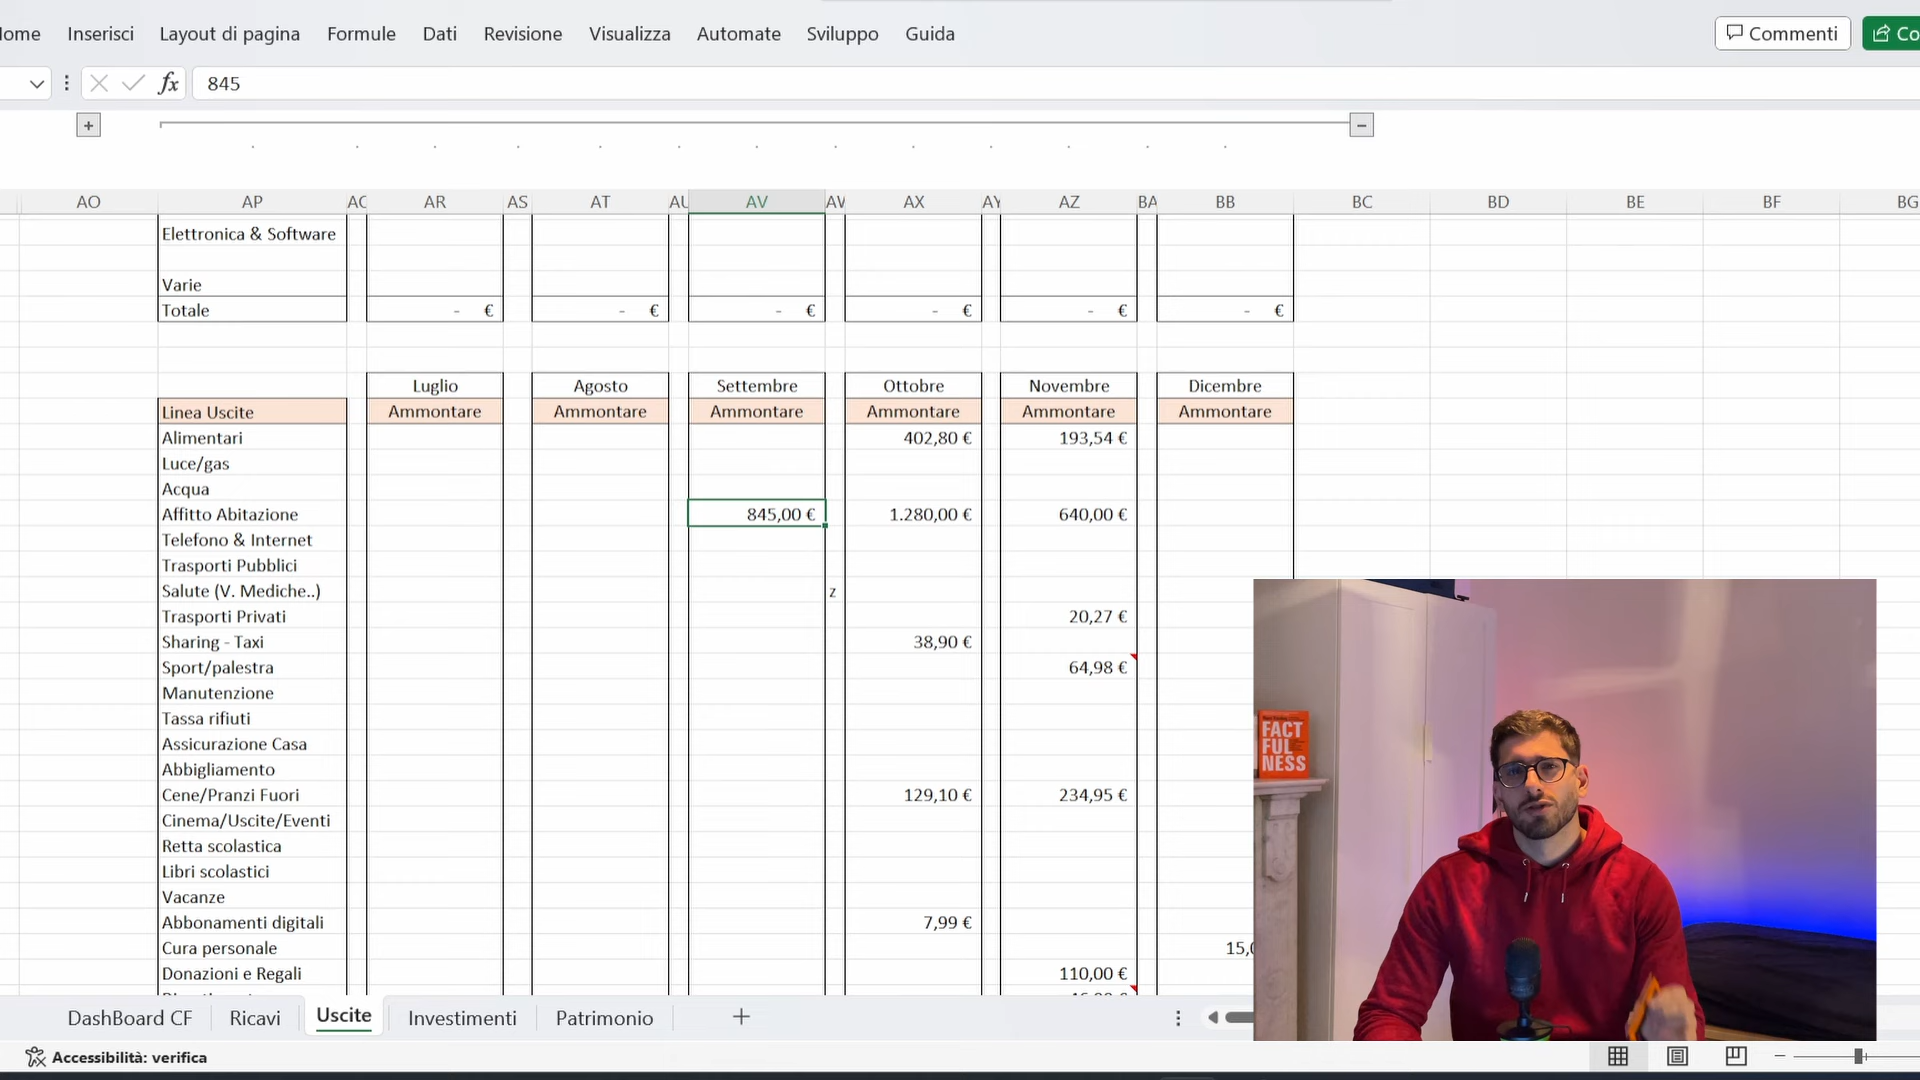 ome Inserisci Layout di pagina Formule Dati Revisione Visualizza Automate Sviluppo Guida Commenti Co
fx 845
AO AP AR AS AT AV AX AY AZ BA BB BC BD BE BF BG
Elettronica & Software
Varie
Totale - € - € - € - € - € - €
Luglio Agosto Settembre Ottobre Novembre Dicembre
Linea Uscite Ammontare Ammontare Ammontare Ammontare Ammontare Ammontare
Alimentari 402,80 € 193,54 €
Luce/gas
Acqua
Affitto Abitazione 845,00 € 1.280,00 € 640,00 €
Telefono & Internet
Trasporti Pubblici
Salute (V. Mediche..) z
Trasporti Privati 20,27 €
Sharing - Taxi 38,90 €
Sport/palestra 64,98 €
Manutenzione
Tassa rifiuti
Assicurazione Casa
Abbigliamento
Cene/Pranzi Fuori 129,10 € 234,95 €
Cinema/Uscite/Eventi
Retta scolastica
Libri scolastici
Vacanze
Abbonamenti digitali 7,99 €
Cura personale 15,0
Donazioni e Regali 110,00 €
FACT
FUL
NESS
DashBoard CF Ricavi Uscite Investimenti Patrimonio
Accessibilità: verifica